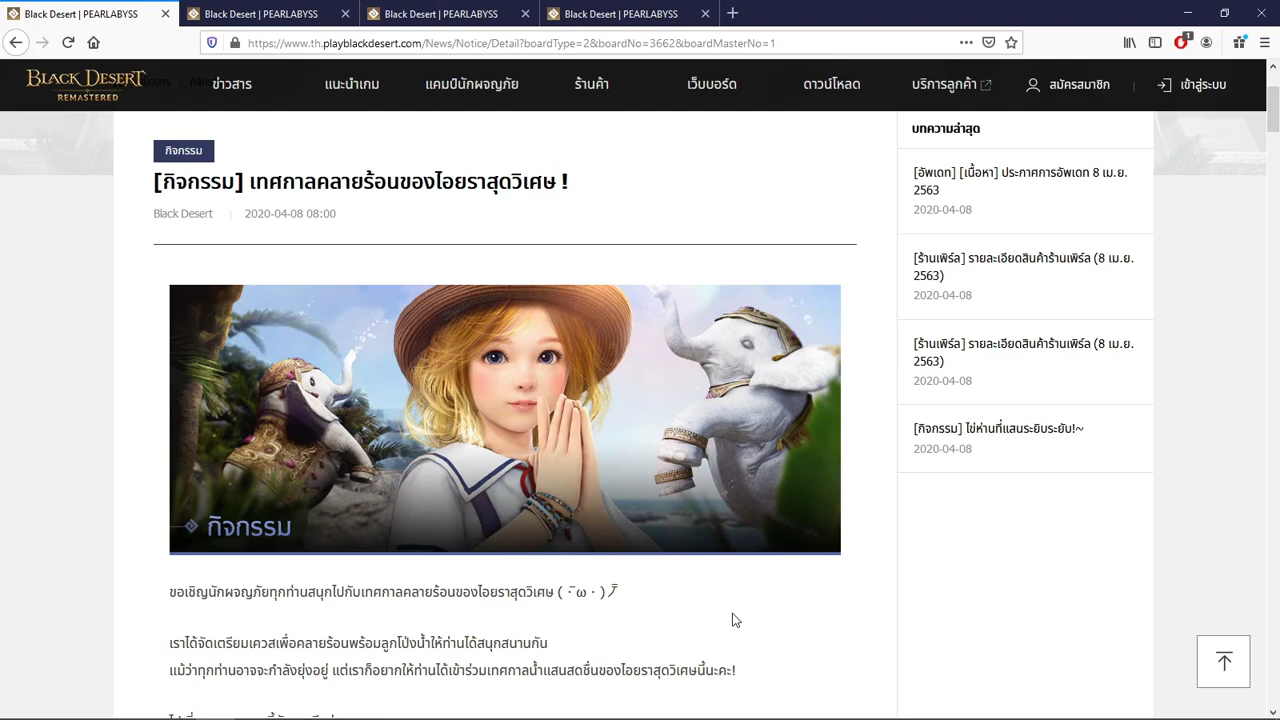 Black Desert | PEARLABYSS
Black Desert | PEARLABYSS
Black Desert | PEARLABYSS
Black Desert | PEARLABYSS
https://www.th.playblackdesert.com/News/Notice/Detail?boardType=2&boardNo=3662&boardMasterNo=1
1
BLACK DESERT
REMASTERED
ข่าวสาร
แนะนำเกม
แคมป์นักผจญภัย
ร้านค้า
เว็บบอร์ด
ดาวน์โหลด
บริการลูกค้า
สมัครสมาชิก
เข้าสู่ระบบ
กิจกรรม
[กิจกรรม] เทศกาลคลายร้อนของไอยราสุดวิเศษ !
Black Desert | 2020-04-08 08:00
กิจกรรม
ขอเชิญนักผจญภัยทุกท่านสนุกไปกับเทศกาลคลายร้อนของไอยราสุดวิเศษ ( ･̄ω･ )ﾉ̄
เราได้จัดเตรียมเควสเพื่อคลายร้อนพร้อมลูกโป่งน้ำให้ท่านได้สนุกสนานกัน
แม้ว่าทุกท่านอาจจะกำลังยุ่งอยู่ แต่เราก็อยากให้ท่านได้เข้าร่วมเทศกาลน้ำแสนสดชื่นของไอยราสุดวิเศษนี้นะคะ!
บทความล่าสุด
[อัพเดท] [เนื้อหา] ประกาศการอัพเดท 8 เม.ย.
2563
2020-04-08
[ร้านเพิร์ล] รายละเอียดสินค้าร้านเพิร์ล (8 เม.ย.
2563)
2020-04-08
[ร้านเพิร์ล] รายละเอียดสินค้าร้านเพิร์ล (8 เม.ย.
2563)
2020-04-08
[กิจกรรม] ไข่ห่านที่แสนระยิบระยับ!~
2020-04-08